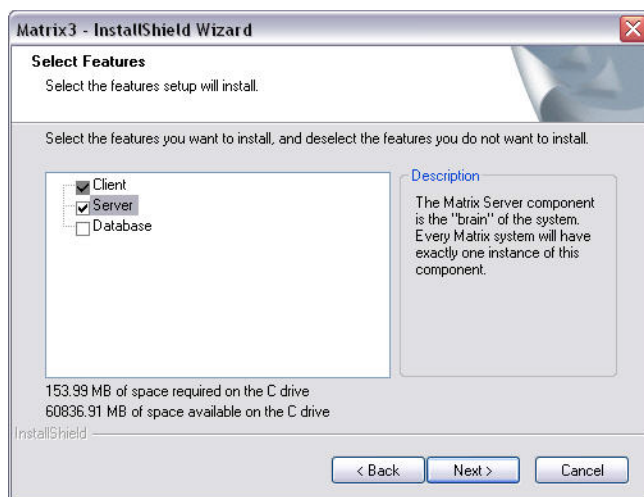 Matrix3 - InstallShield Wizard
Select Features
Select the features setup will install.
Select the features you want to install, and deselect the features you do not want to install.
Client
Server
Database
Description
The Matrix Server component
is the "brain" of the system.
Every Matrix system will have
exactly one instance of this
component.
153.99 MB of space required on the C drive
60836.91 MB of space available on the C drive
InstallShield
< Back
Next >
Cancel